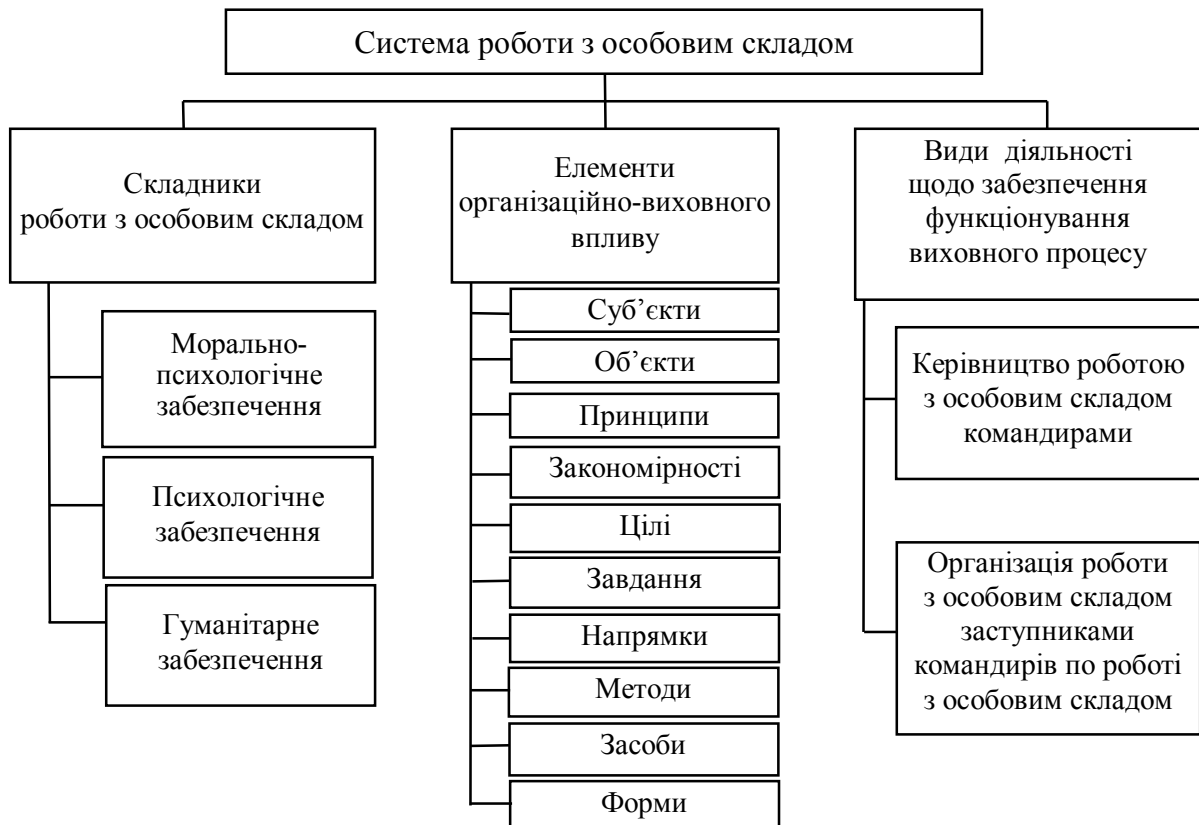 Система роботи з особовим складом
Складники
роботи з особовим складом
Морально-
психологічне
забезпечення
Психологічне
забезпечення
Гуманітарне
забезпечення
Елементи
організаційно-виховного
впливу
Суб’єкти
Об’єкти
Принципи
Закономірності
Цілі
Завдання
Напрямки
Методи
Засоби
Форми
Види діяльності
щодо забезпечення
функціонування
виховного процесу
Керівництво роботою
з особовим складом
командирами
Організація роботи
з особовим складом
заступниками
командирів по роботі
з особовим складом